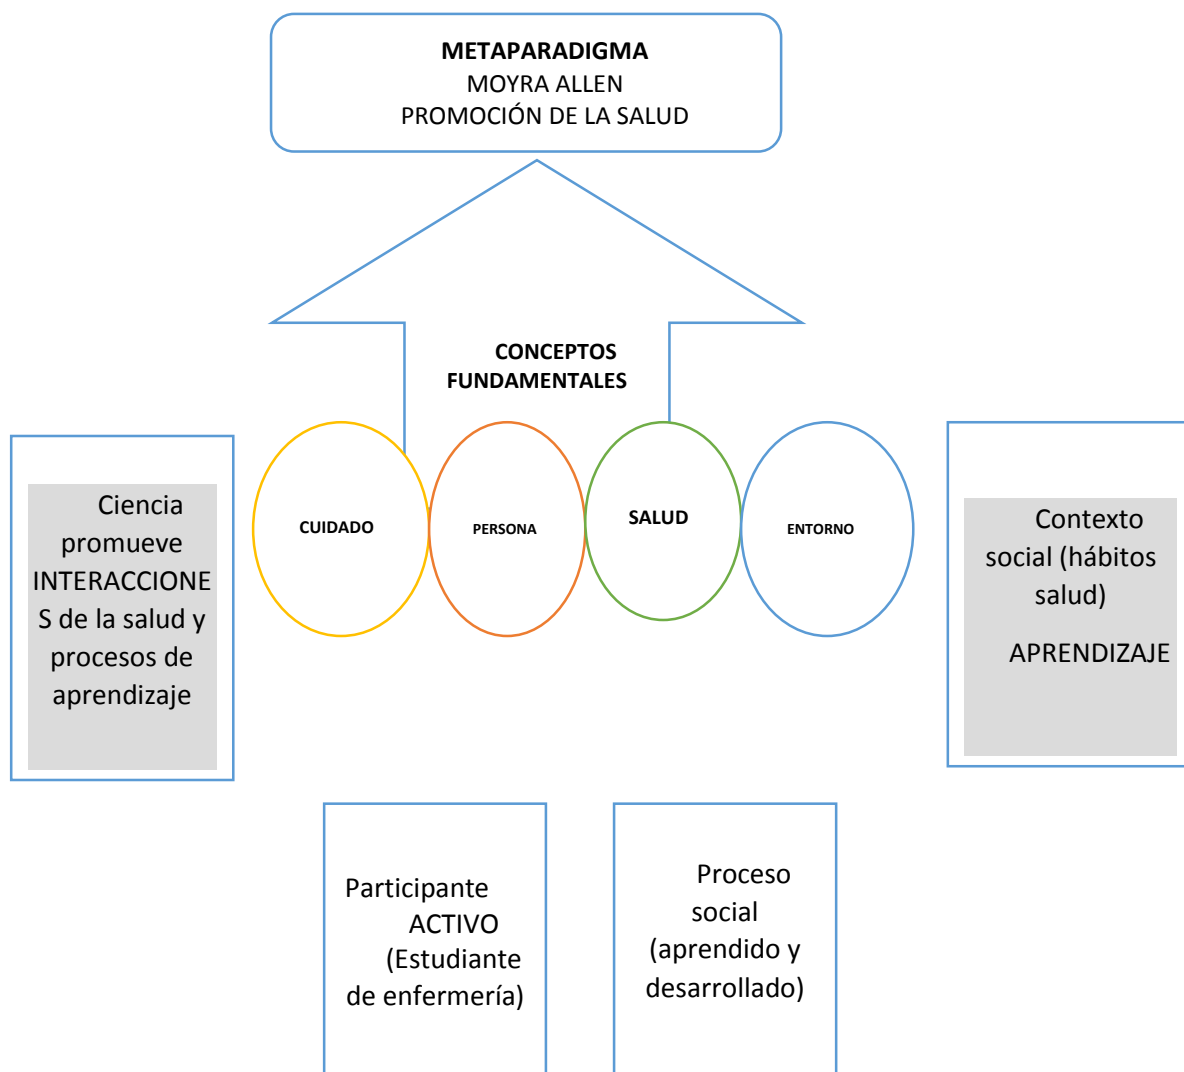 METAPARADIGMA
MOYRA ALLEN
PROMOCIÓN DE LA SALUD
CONCEPTOS
FUNDAMENTALES
CUIDADO
PERSONA
SALUD
ENTORNO
Ciencia
promueve
INTERACCIONE
S de la salud y
procesos de
aprendizaje
Contexto
social (hábitos
salud)
APRENDIZAJE
Participante
ACTIVO
(Estudiante
de enfermería)
Proceso
social
(aprendido y
desarrollado)